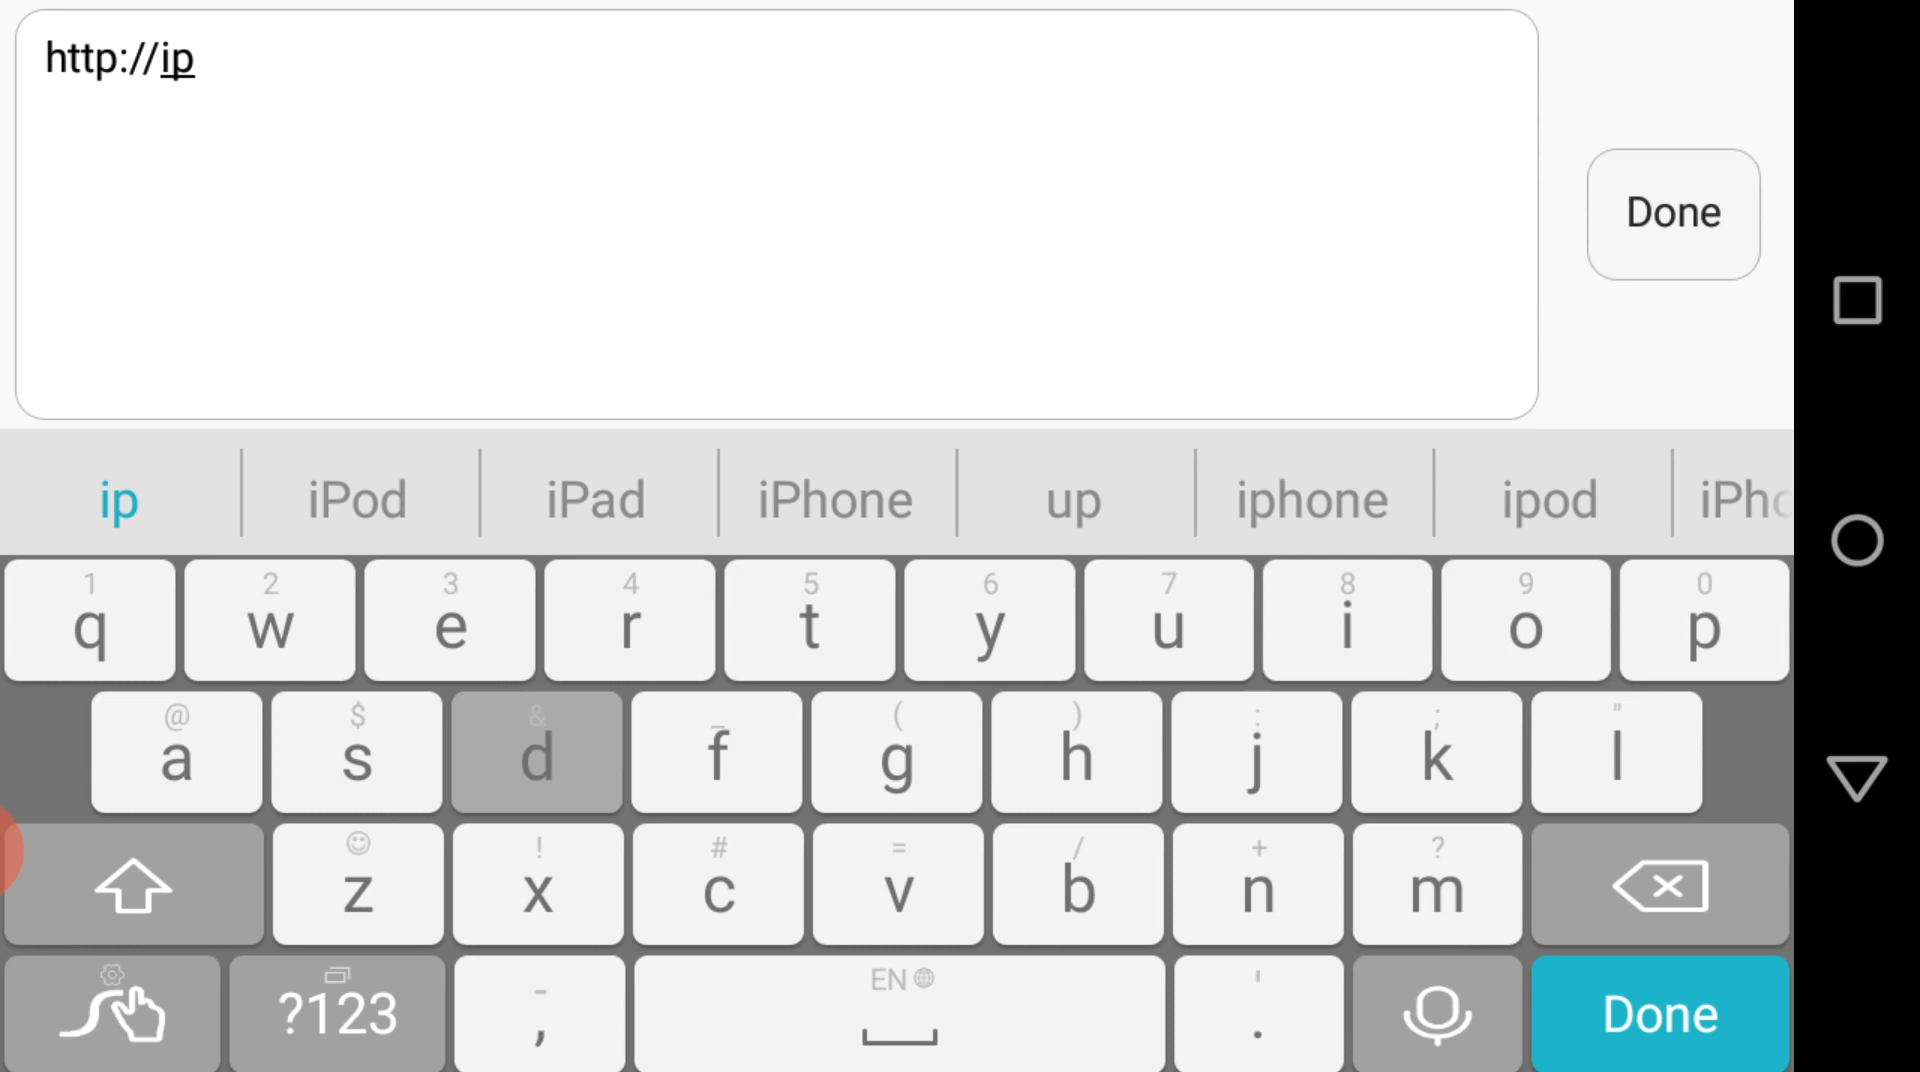 http://ip
Done
ip iPod iPad iPhone up iphone ipod iPho
1 2 3 4 5 6 7 8 9 0
q w e r t y u i o p
@ $ & _ ( ) : ; "
a s d f g h j k l
! # = / + ?
z x c v b n m
- EN '
?123 , . Done